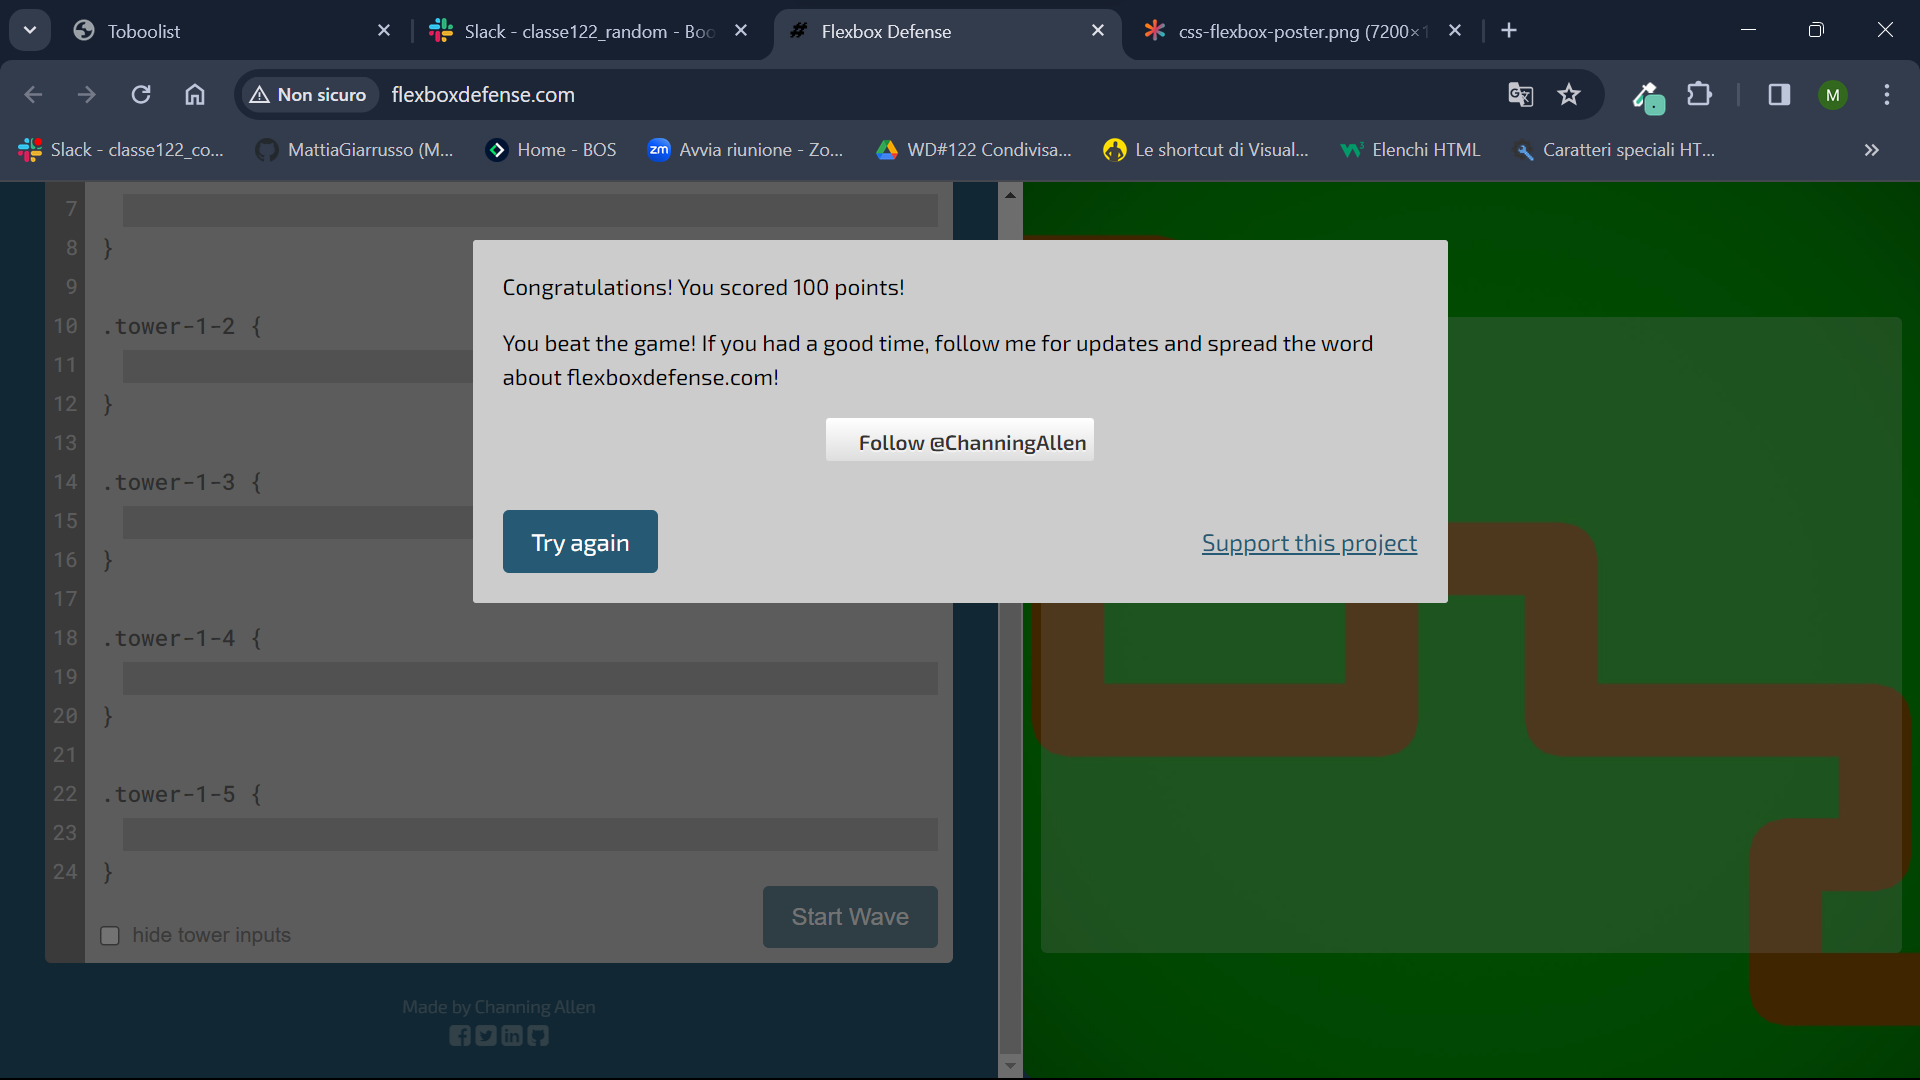 Toboolist
Slack - classe122_random - Boo
Flexbox Defense
css-flexbox-poster.png (7200×1
Non sicuro
flexboxdefense.com
M
Slack - classe122_co...
MattiaGiarrusso (M...
Home - BOS
zm
Avvia riunione - Zo...
WD#122 Condivisa...
Le shortcut di Visual...
Elenchi HTML
Caratteri speciali HT...
7
8 }
9
10 .tower-1-2 {
11
12 }
13
14 .tower-1-3 {
15
16 }
17
18 .tower-1-4 {
19
20 }
21
22 .tower-1-5 {
23
24 }
hide tower inputs
Start Wave
Made by Channing Allen
Congratulations! You scored 100 points!
You beat the game! If you had a good time, follow me for updates and spread the word
about flexboxdefense.com!
Follow @ChanningAllen
Try again
Support this project